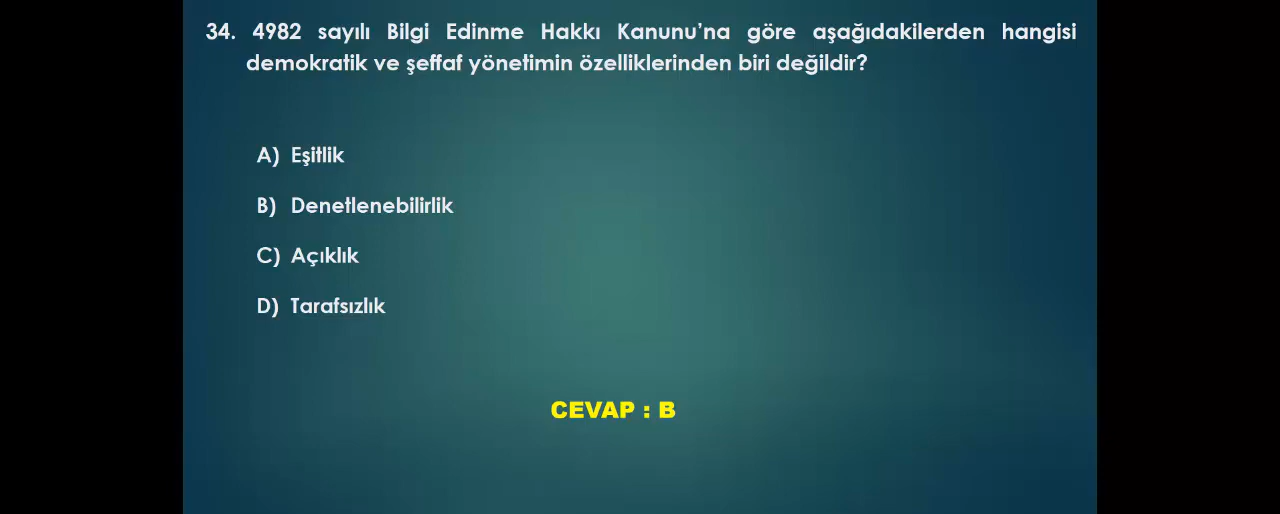 34. 4982 sayılı Bilgi Edinme Hakkı Kanunu’na göre aşağıdakilerden hangisi
demokratik ve şeffaf yönetimin özelliklerinden biri değildir?
A) Eşitlik
B) Denetlenebilirlik
C) Açıklık
D) Tarafsızlık
CEVAP : B